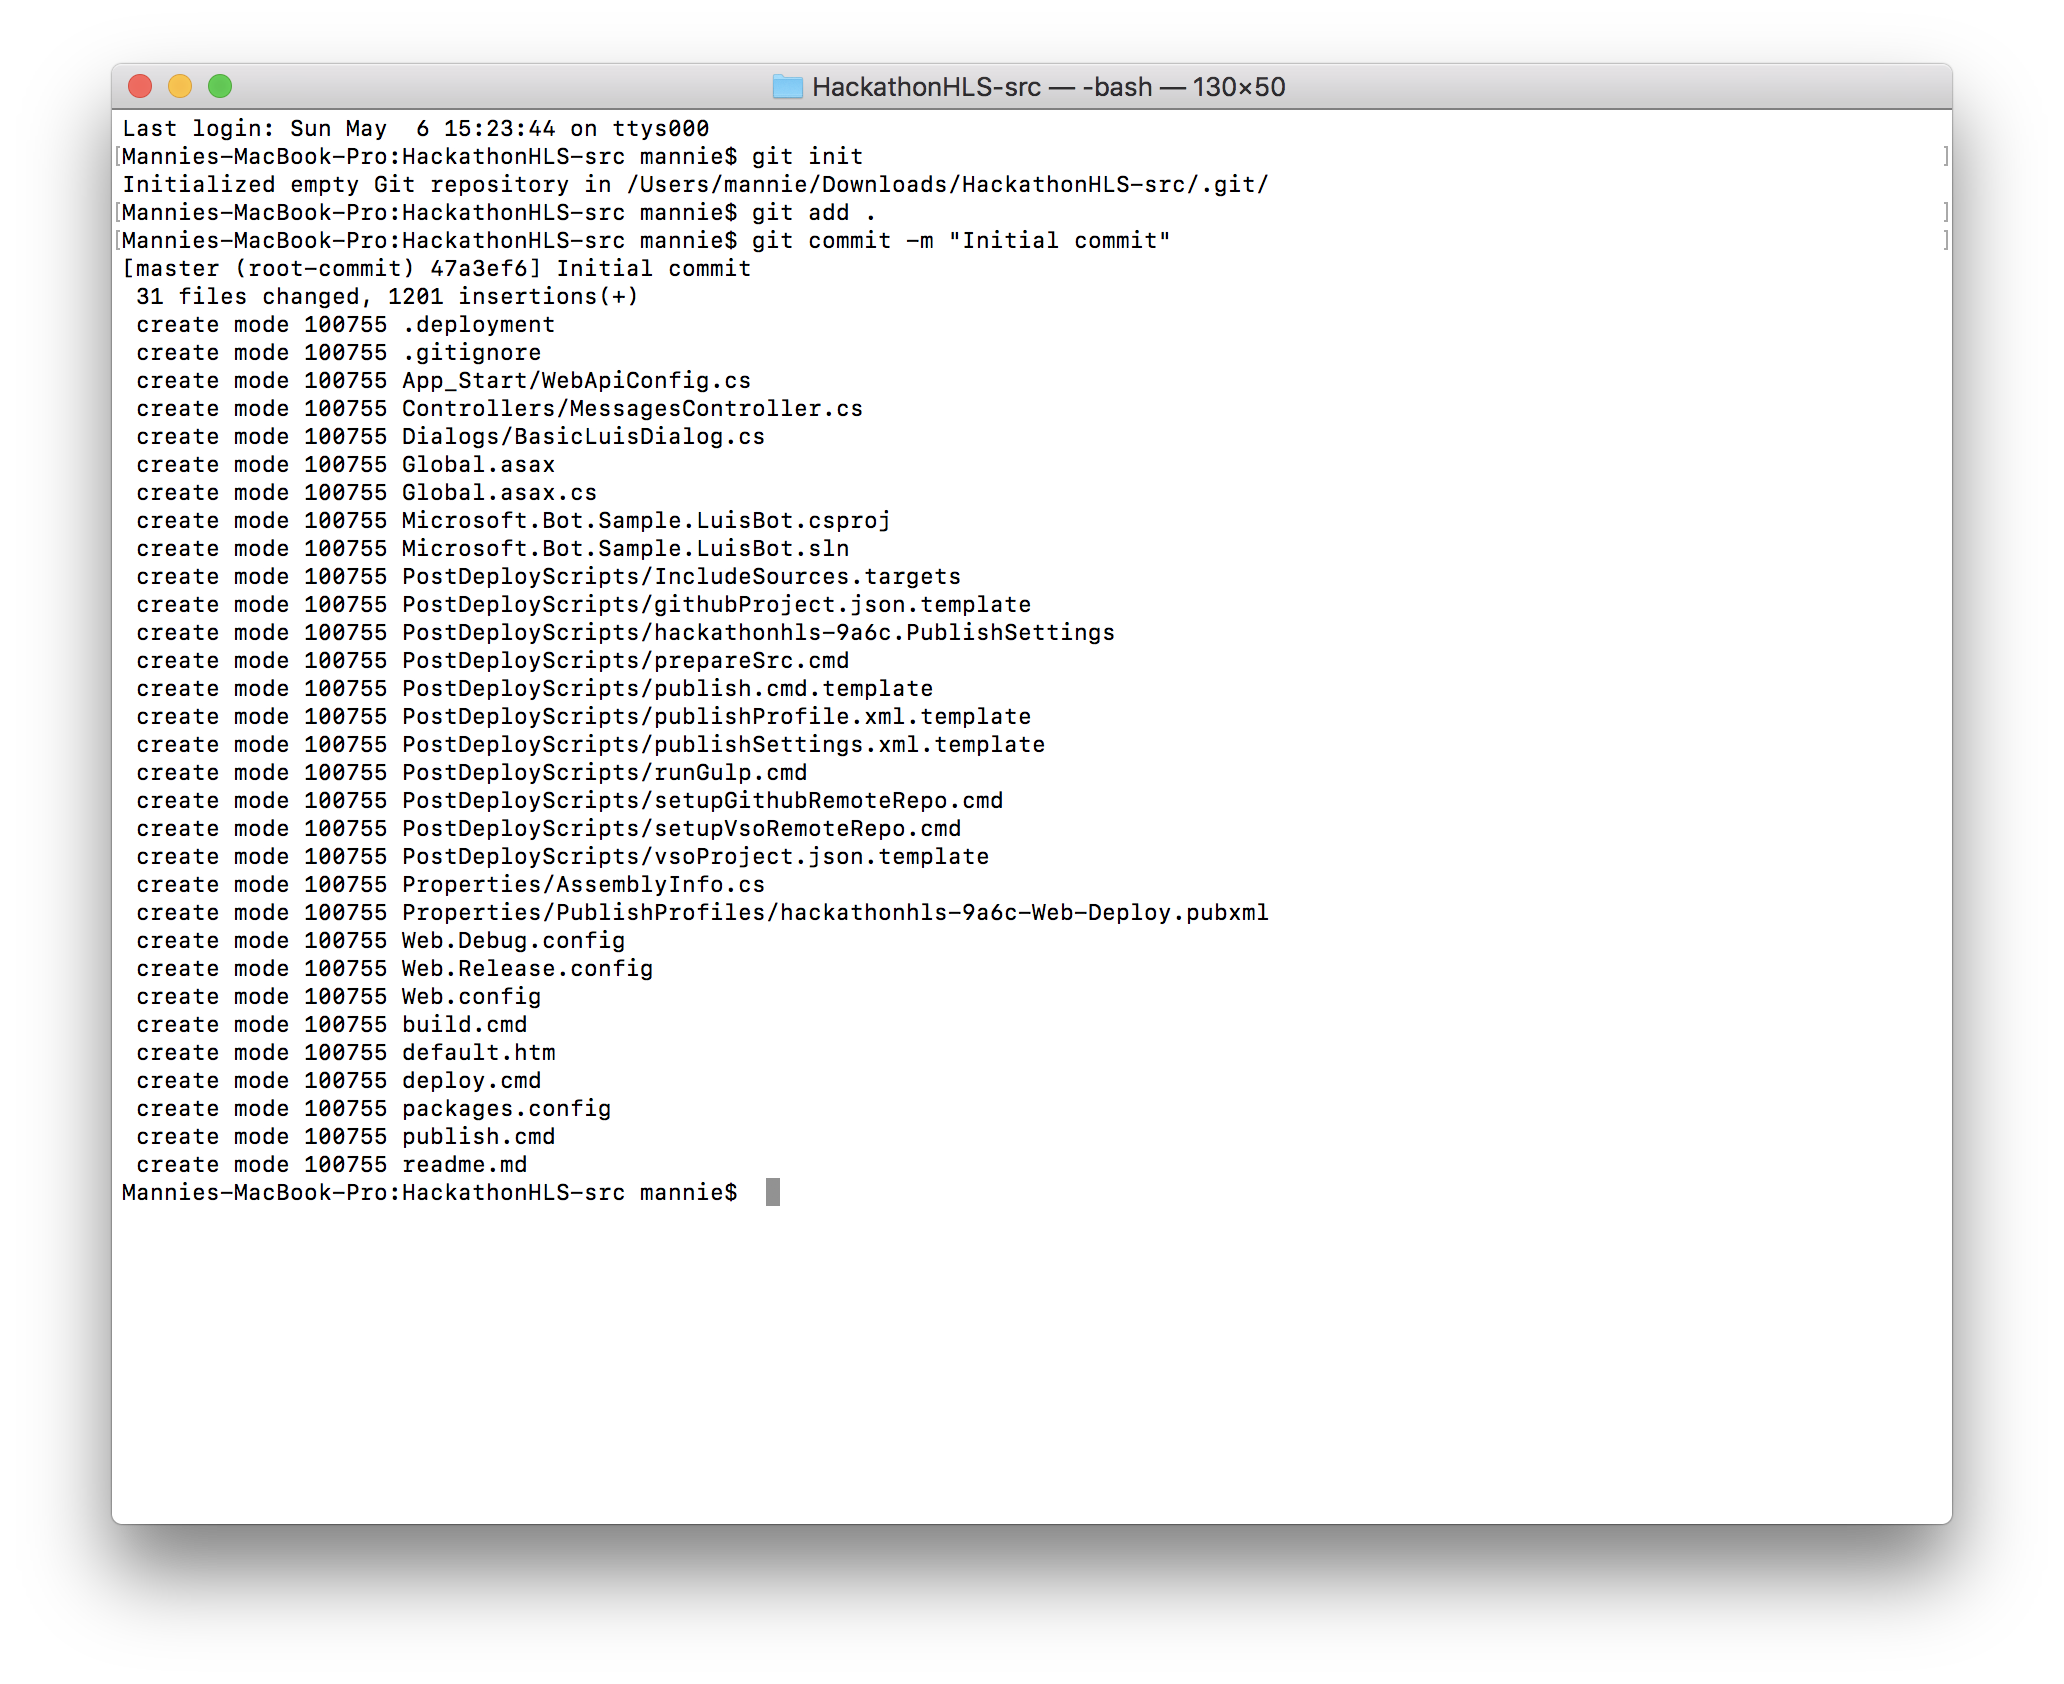 HackathonHLS-src — -bash — 130×50
Last login: Sun May  6 15:23:44 on ttys000
[Mannies-MacBook-Pro:HackathonHLS-src mannie$ git init ]
Initialized empty Git repository in /Users/mannie/Downloads/HackathonHLS-src/.git/
[Mannies-MacBook-Pro:HackathonHLS-src mannie$ git add . ]
[Mannies-MacBook-Pro:HackathonHLS-src mannie$ git commit -m "Initial commit" ]
[master (root-commit) 47a3ef6] Initial commit
 31 files changed, 1201 insertions(+)
 create mode 100755 .deployment
 create mode 100755 .gitignore
 create mode 100755 App_Start/WebApiConfig.cs
 create mode 100755 Controllers/MessagesController.cs
 create mode 100755 Dialogs/BasicLuisDialog.cs
 create mode 100755 Global.asax
 create mode 100755 Global.asax.cs
 create mode 100755 Microsoft.Bot.Sample.LuisBot.csproj
 create mode 100755 Microsoft.Bot.Sample.LuisBot.sln
 create mode 100755 PostDeployScripts/IncludeSources.targets
 create mode 100755 PostDeployScripts/githubProject.json.template
 create mode 100755 PostDeployScripts/hackathonhls-9a6c.PublishSettings
 create mode 100755 PostDeployScripts/prepareSrc.cmd
 create mode 100755 PostDeployScripts/publish.cmd.template
 create mode 100755 PostDeployScripts/publishProfile.xml.template
 create mode 100755 PostDeployScripts/publishSettings.xml.template
 create mode 100755 PostDeployScripts/runGulp.cmd
 create mode 100755 PostDeployScripts/setupGithubRemoteRepo.cmd
 create mode 100755 PostDeployScripts/setupVsoRemoteRepo.cmd
 create mode 100755 PostDeployScripts/vsoProject.json.template
 create mode 100755 Properties/AssemblyInfo.cs
 create mode 100755 Properties/PublishProfiles/hackathonhls-9a6c-Web-Deploy.pubxml
 create mode 100755 Web.Debug.config
 create mode 100755 Web.Release.config
 create mode 100755 Web.config
 create mode 100755 build.cmd
 create mode 100755 default.htm
 create mode 100755 deploy.cmd
 create mode 100755 packages.config
 create mode 100755 publish.cmd
 create mode 100755 readme.md
Mannies-MacBook-Pro:HackathonHLS-src mannie$